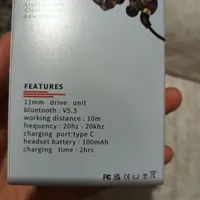 FEATURES
11mm drive unit
bluetooth : V5.3
working distance : 10m
frequency : 20hz - 20khz
charging port:type C
headset battery : 100mAh
charging time : 2hrs